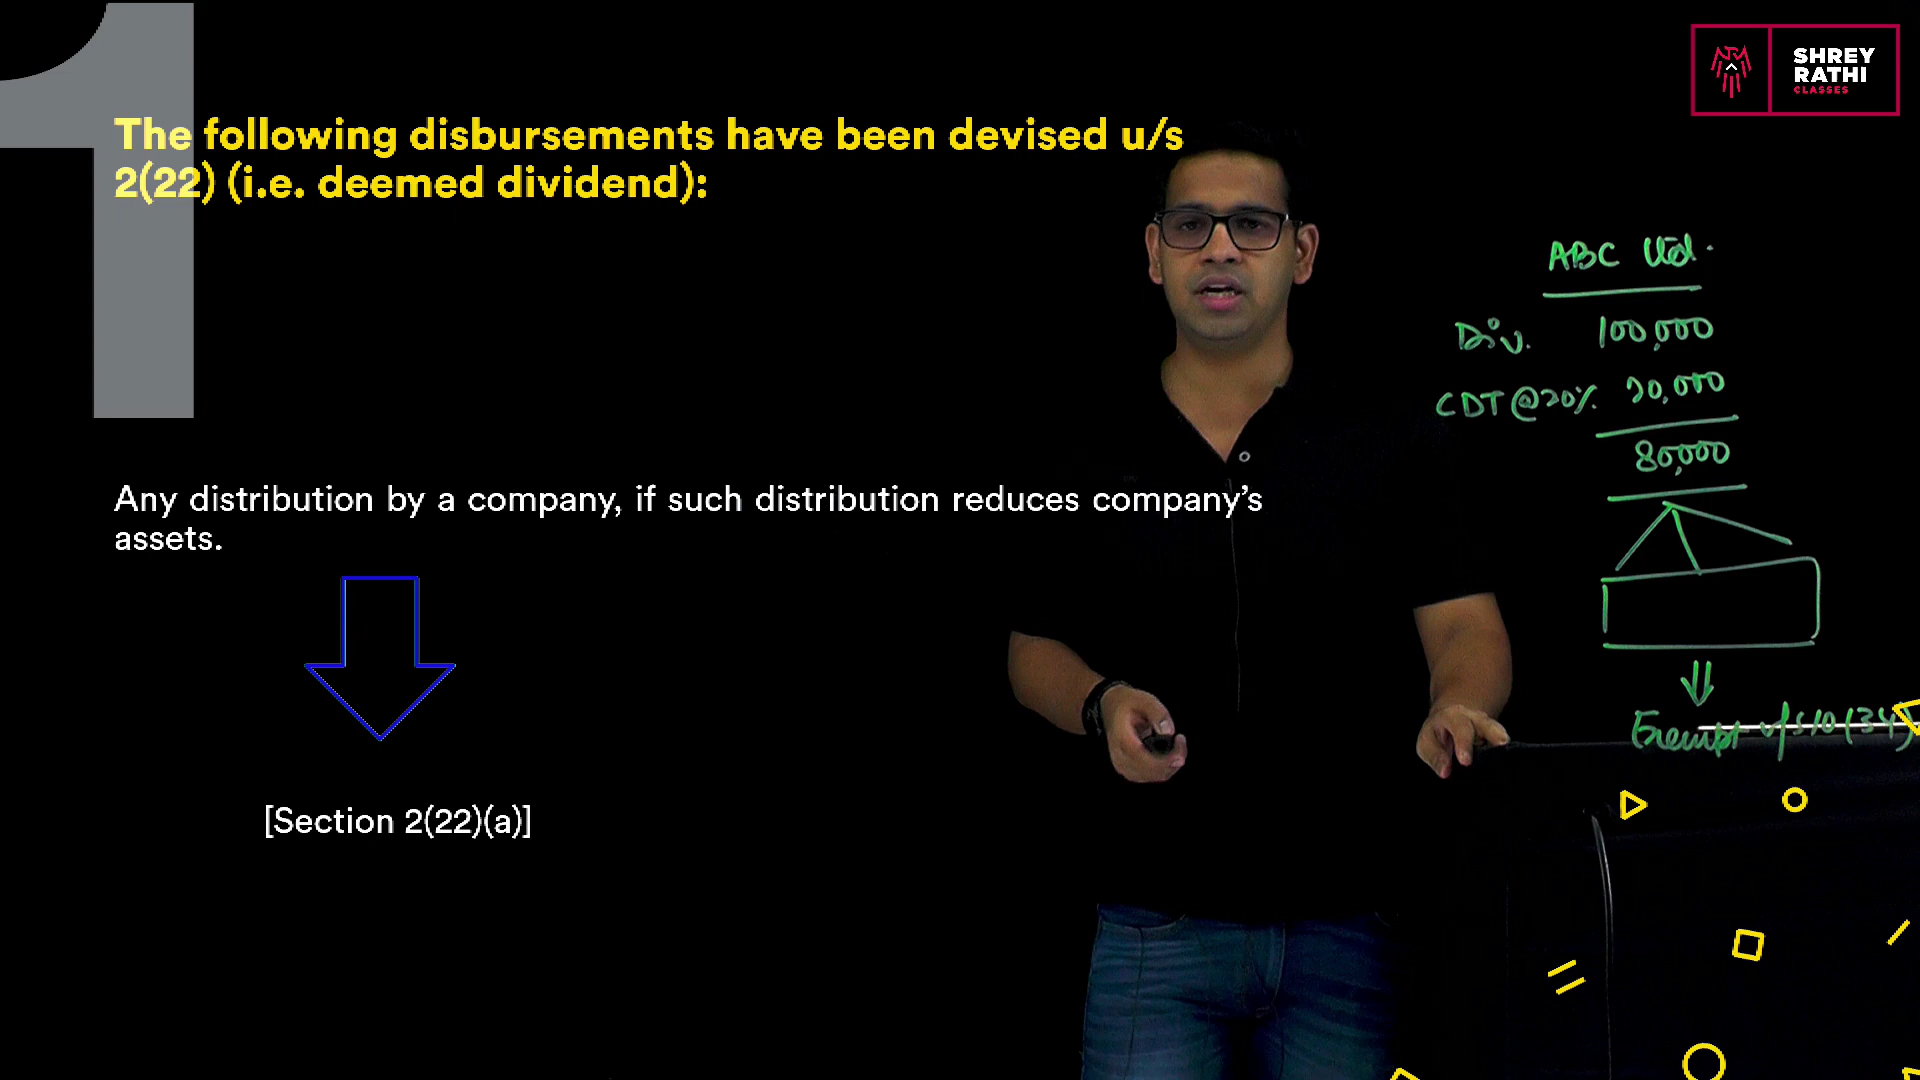 1
SHREY
RATHI
CLASSES
The following disbursements have been devised u/s
2(22) (i.e. deemed dividend):
ABC Ltd.
Div. 100,000
CDT @20% 20,000
80,000
Any distribution by a company, if such distribution reduces company’s
assets.
Exempt u/s 10(34)
[Section 2(22)(a)]